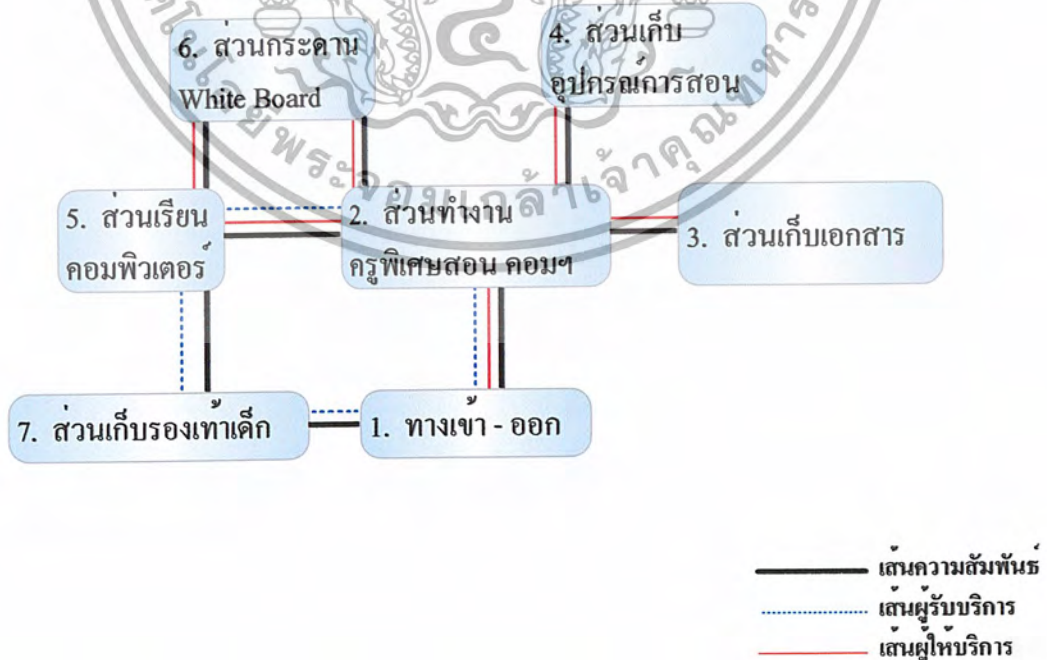 6. ส่วนกระดาน
White Board
4. ส่วนเก็บ
อุปกรณ์การสอน
5. ส่วนเรียน
คอมพิวเตอร์
2. ส่วนทำงาน
ครูพิเศษสอน คอมฯ
3. ส่วนเก็บเอกสาร
7. ส่วนเก็บรองเท้าเด็ก
1. ทางเข้า - ออก
เส้นความสัมพันธ์
เส้นผู้รับบริการ
เส้นผู้ให้บริการ